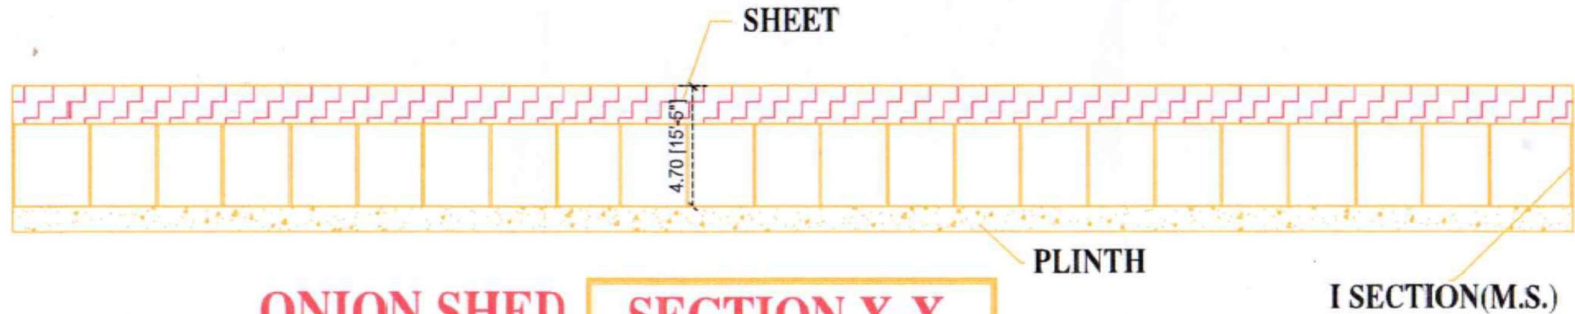 SHEET
4.70 [15'-5"]
PLINTH
I SECTION(M.S.)
ONION SHED
SECTION X-X